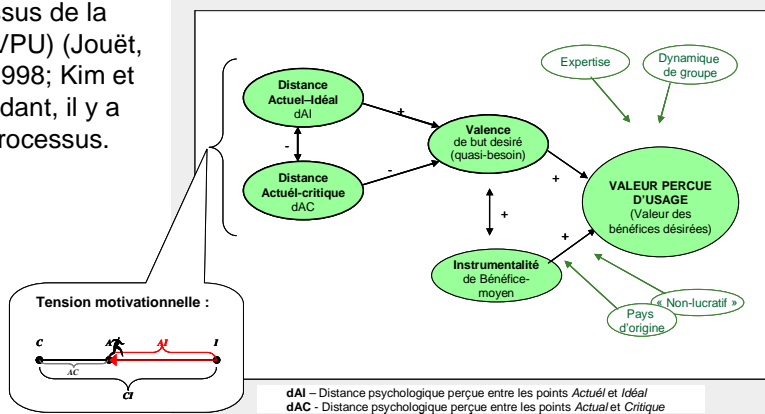 sus de la
/PU) (Jouët,
998; Kim et
dant, il y a
rocessus.
Expertise
Dynamique
de groupe
Distance
Actuel–Idéal
dAI
+
Valence
de but desiré
(quasi-besoin)
-
-
Distance
Actuél-critique
dAC
+
VALEUR PERCUE
D'USAGE
(Valeur des
bénéfices désirées)
+
+
Instrumentalité
de Bénéfice-
moyen
« Non-lucratif »
Pays
d'origine
Tension motivationnelle :
C A AI I
AC
CI
dAI – Distance psychologique perçue entre les points Actuél et Idéal
dAC - Distance psychologique perçue entre les points Actual et Critique